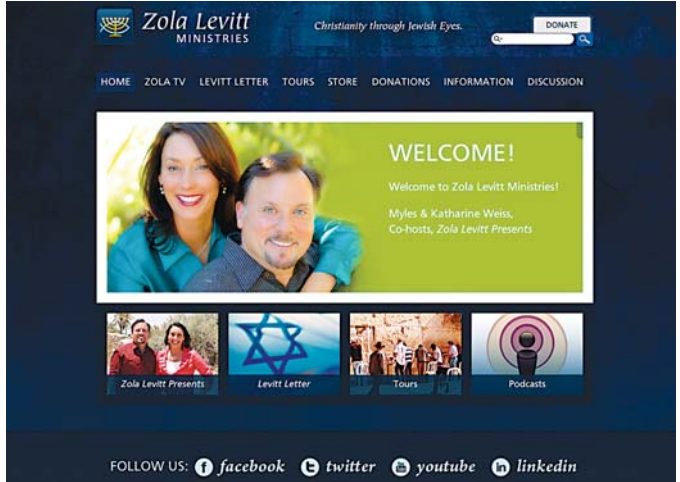 Zola Levitt
MINISTRIES
Christianity through Jewish Eyes.
DONATE
HOME ZOLA TV LEVITT LETTER TOURS STORE DONATIONS INFORMATION DISCUSSION
WELCOME!
Welcome to Zola Levitt Ministries!
Myles & Katharine Weiss,
Co-hosts, Zola Levitt Presents
Zola Levitt Presents Levitt Letter Tours Podcasts
FOLLOW US: facebook twitter youtube linkedin